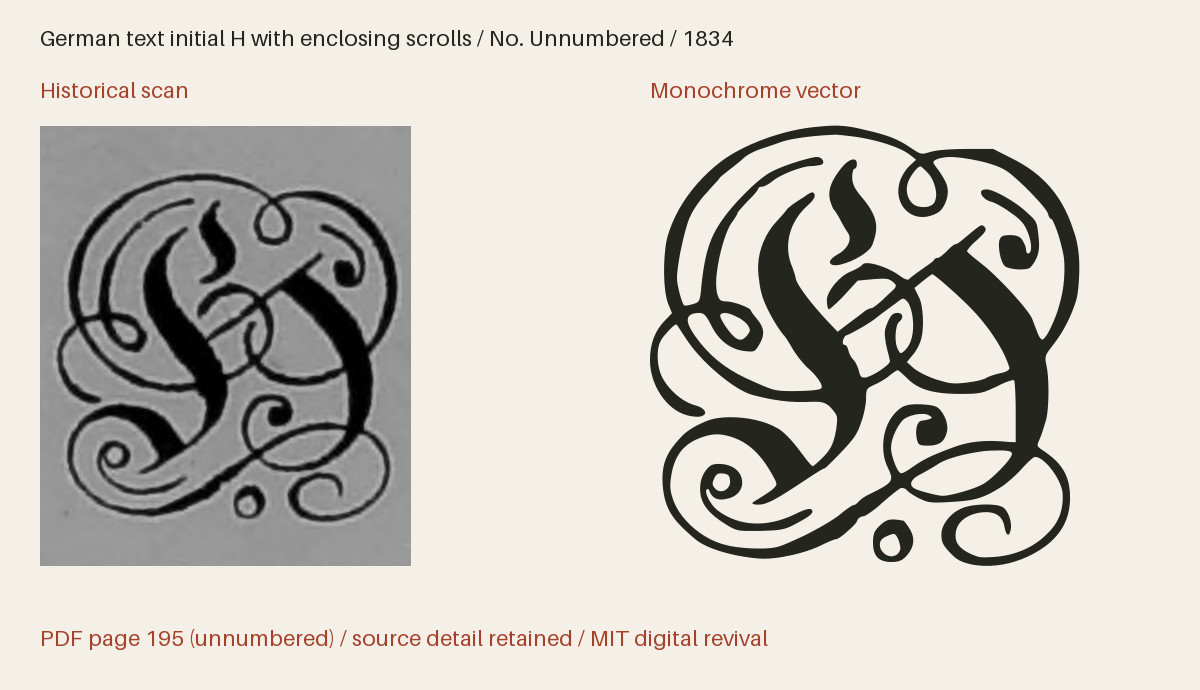 German text initial H with enclosing scrolls / No. Unnumbered / 1834
Historical scan
Monochrome vector
H
H
PDF page 195 (unnumbered) / source detail retained / MIT digital revival